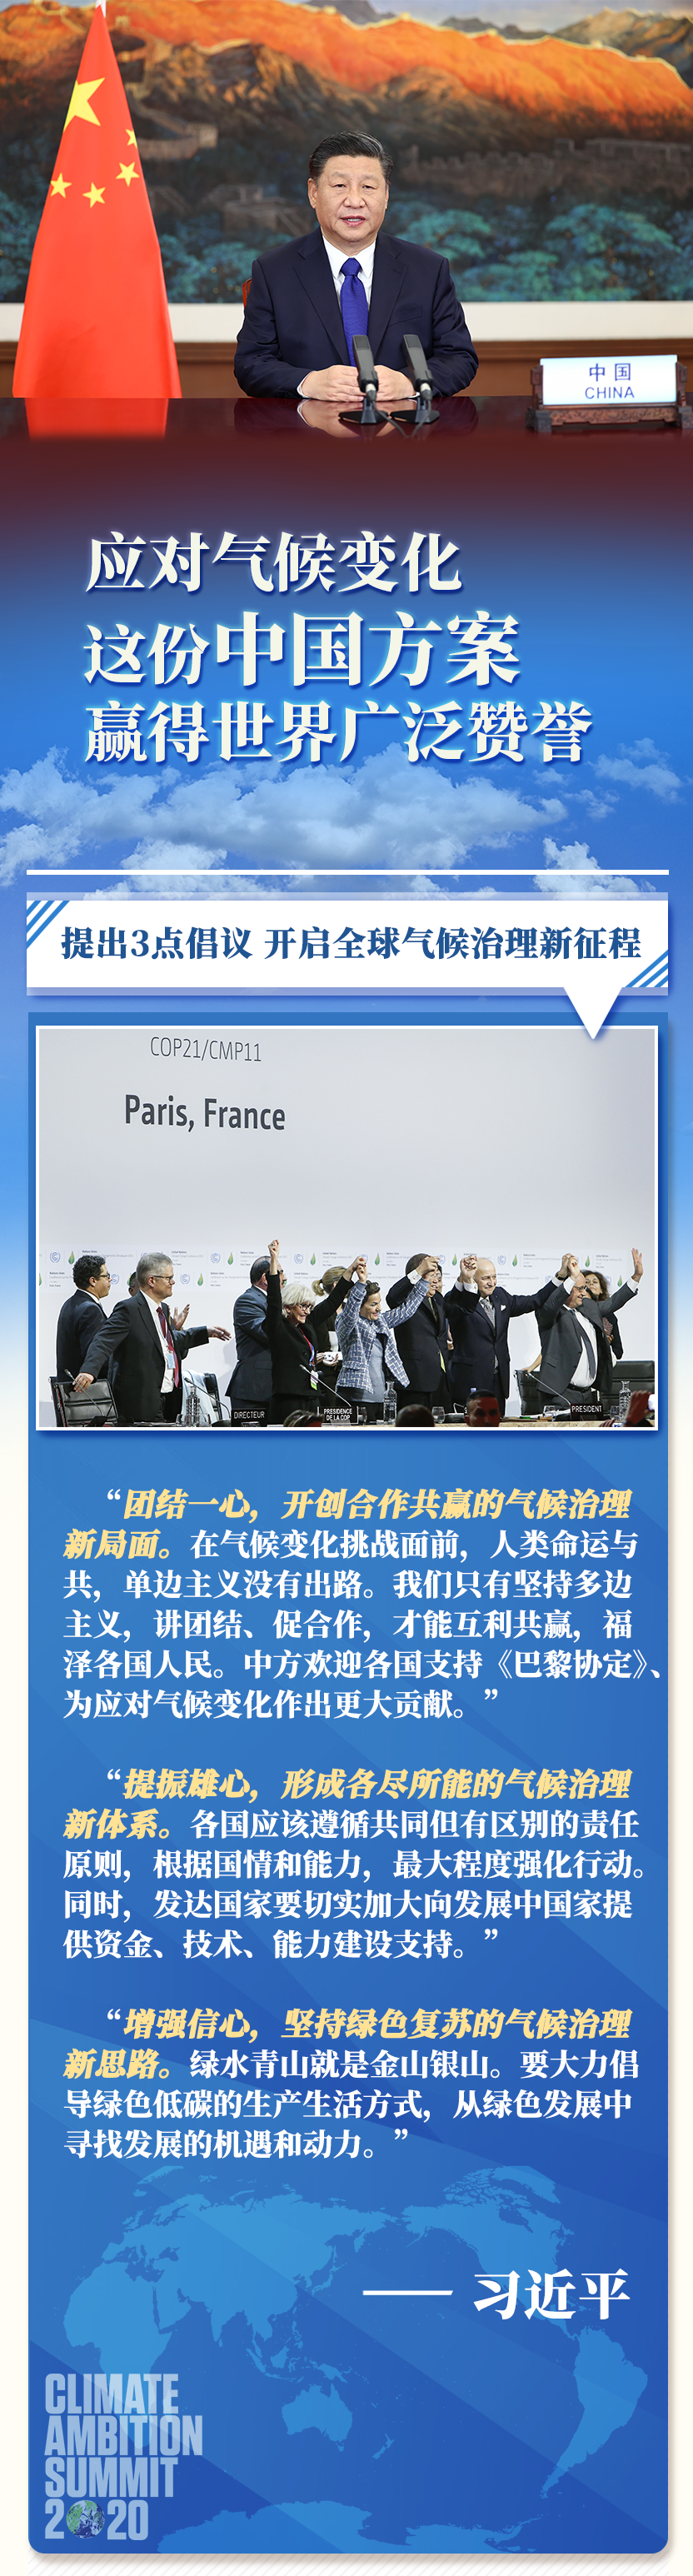 中国
CHINA
应对气候变化
这份中国方案
赢得世界广泛赞誉
提出3点倡议 开启全球气候治理新征程
COP21/CMP11
Paris, France
DIRECTEUR
PRESIDENCE
DE LA COP
PRESIDENT
“团结一心，开创合作共赢的气候治理
新局面。在气候变化挑战面前，人类命运与
共，单边主义没有出路。我们只有坚持多边
主义，讲团结、促合作，才能互利共赢，福
泽各国人民。中方欢迎各国支持《巴黎协定》、
为应对气候变化作出更大贡献。”
“提振雄心，形成各尽所能的气候治理
新体系。各国应该遵循共同但有区别的责任
原则，根据国情和能力，最大程度强化行动。
同时，发达国家要切实加大向发展中国家提
供资金、技术、能力建设支持。”
“增强信心，坚持绿色复苏的气候治理
新思路。绿水青山就是金山银山。要大力倡
导绿色低碳的生产生活方式，从绿色发展中
寻找发展的机遇和动力。”
—— 习近平
CLIMATE
AMBITION
SUMMIT
2020